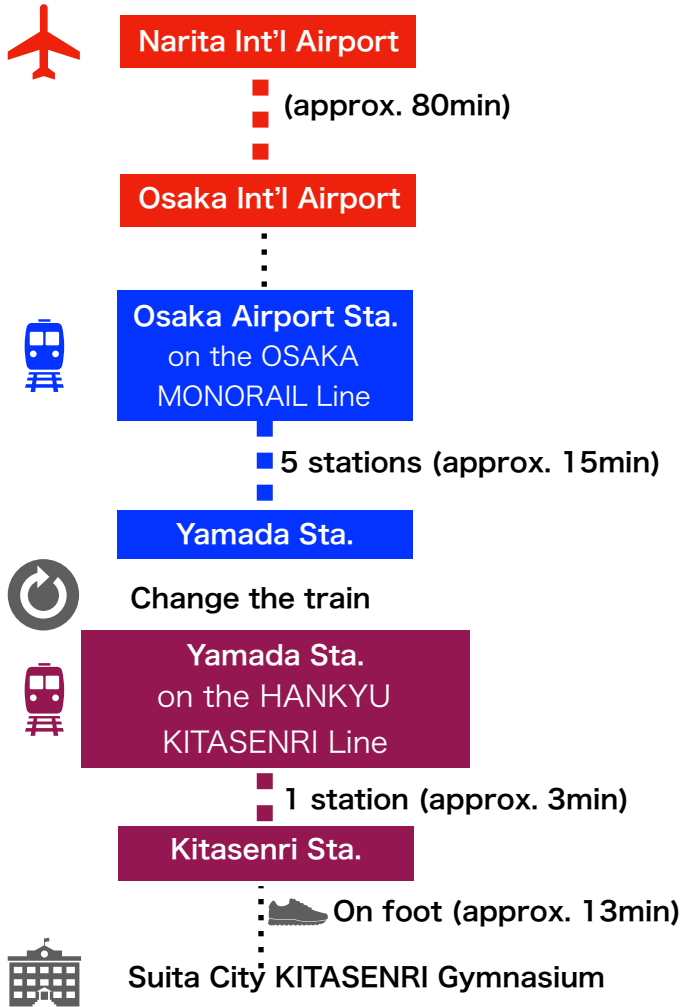 Narita Int’l Airport
(approx. 80min)
Osaka Int’l Airport
Osaka Airport Sta.
on the OSAKA
MONORAIL Line
5 stations (approx. 15min)
Yamada Sta.
Change the train
Yamada Sta.
on the HANKYU
KITASENRI Line
1 station (approx. 3min)
Kitasenri Sta.
On foot (approx. 13min)
Suita City KITASENRI Gymnasium